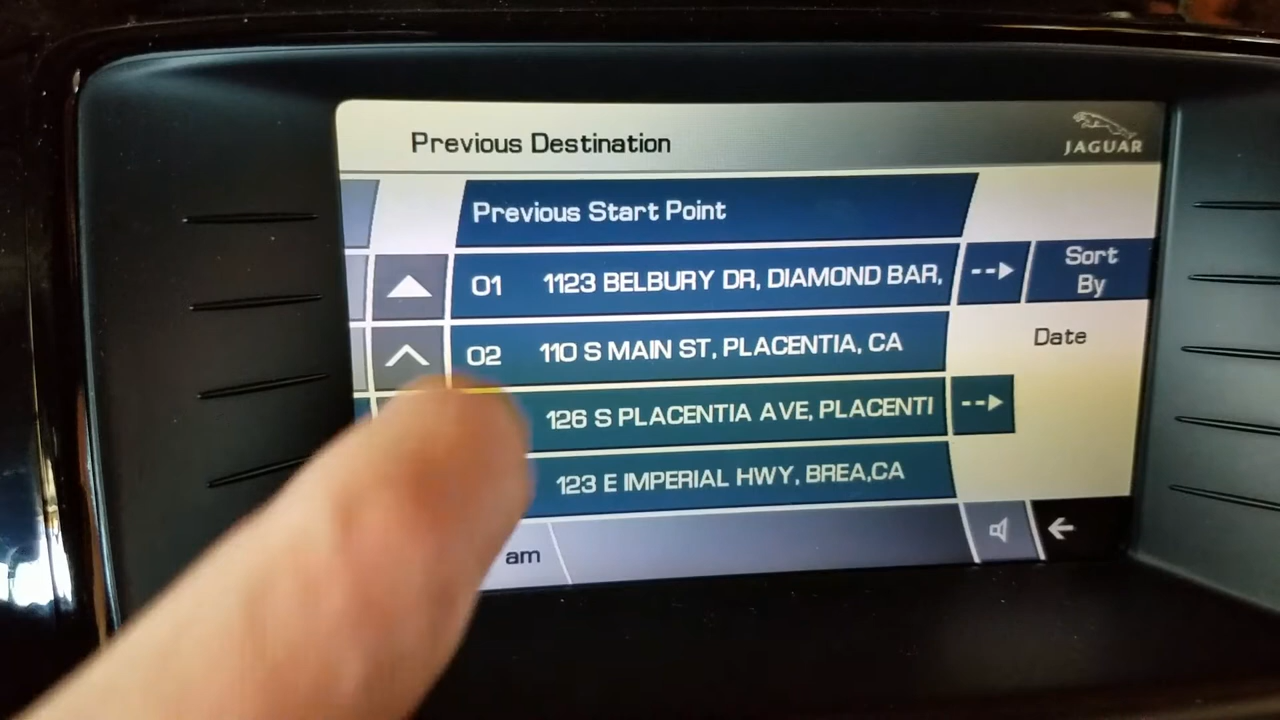 Previous Destination
JAGUAR
Previous Start Point
01 1123 BELBURY DR, DIAMOND BAR,
Sort By
02 110 S MAIN ST, PLACENTIA, CA
Date
126 S PLACENTIA AVE, PLACENTI
123 E IMPERIAL HWY, BREA,CA
am